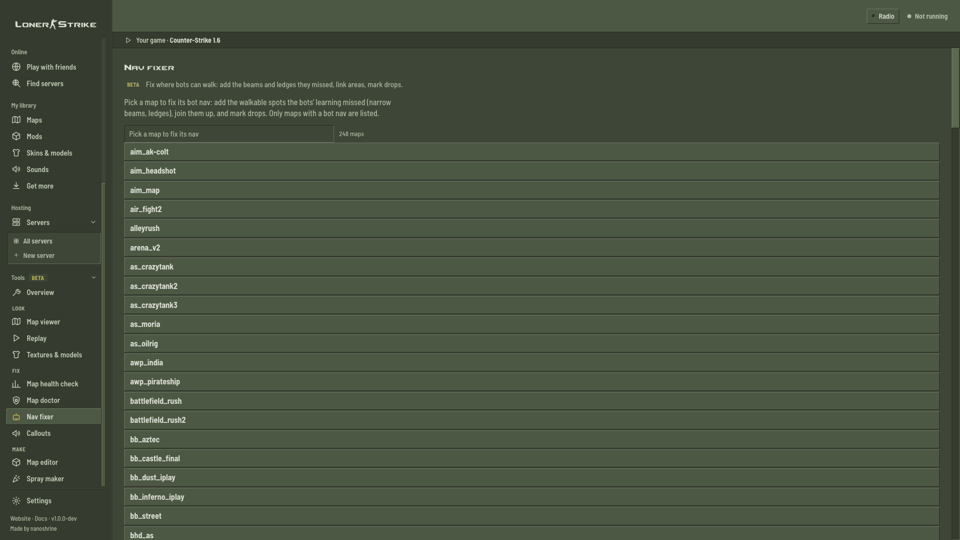 LONER STRIKE
Online
Play with friends
Find servers
My library
Maps
Mods
Skins & models
Sounds
Get more
Hosting
Servers
All servers
+ New server
Tools BETA
Overview
LOOK
Map viewer
Replay
Textures & models
FIX
Map health check
Map doctor
Nav fixer
Callouts
MAKE
Map editor
Spray maker
Settings
Website · Docs · v1.0.0-dev
Made by nanoshrine
Radio
Not running
Your game · Counter-Strike 1.6
NAV FIXER
BETA Fix where bots can walk: add the beams and ledges they missed, link areas, mark drops.
Pick a map to fix its bot nav: add the walkable spots the bots' learning missed (narrow
beams, ledges), join them up, and mark drops. Only maps with a bot nav are listed.
Pick a map to fix its nav
246 maps
aim_ak-colt
aim_headshot
aim_map
air_fight2
alleyrush
arena_v2
as_crazytank
as_crazytank2
as_crazytank3
as_moria
as_oilrig
awp_india
awp_pirateship
battlefield_rush
battlefield_rush2
bb_aztec
bb_castle_final
bb_dust_iplay
bb_inferno_iplay
bb_street
bhd_as